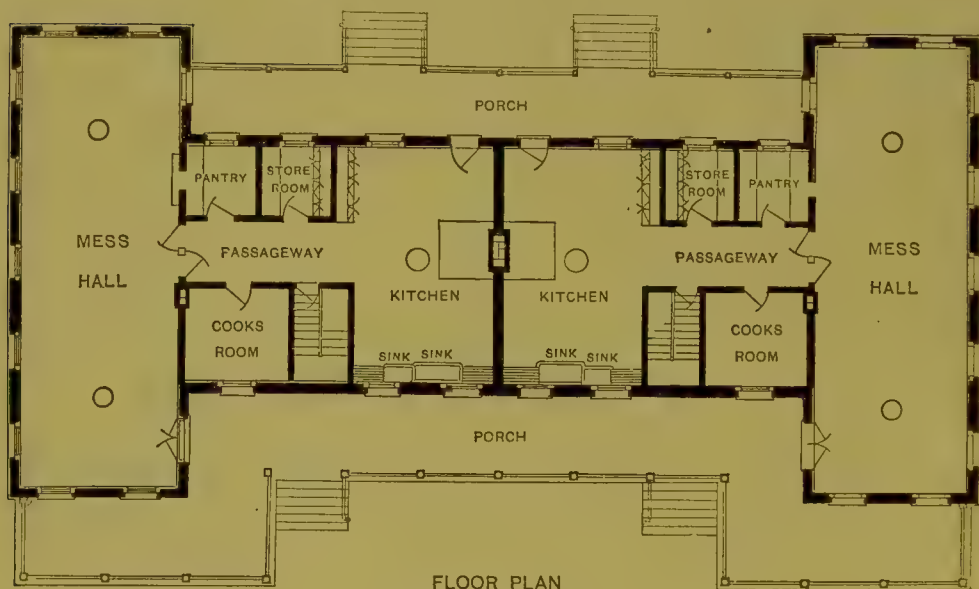 PORCH
PANTRY
STORE
ROOM
STORE
ROOM
PANTRY
MESS
HALL
PASSAGEWAY
PASSAGEWAY
MESS
HALL
KITCHEN
KITCHEN
COOKS
ROOM
COOKS
ROOM
SINK
SINK
SINK
SINK
PORCH
FLOOR PLAN